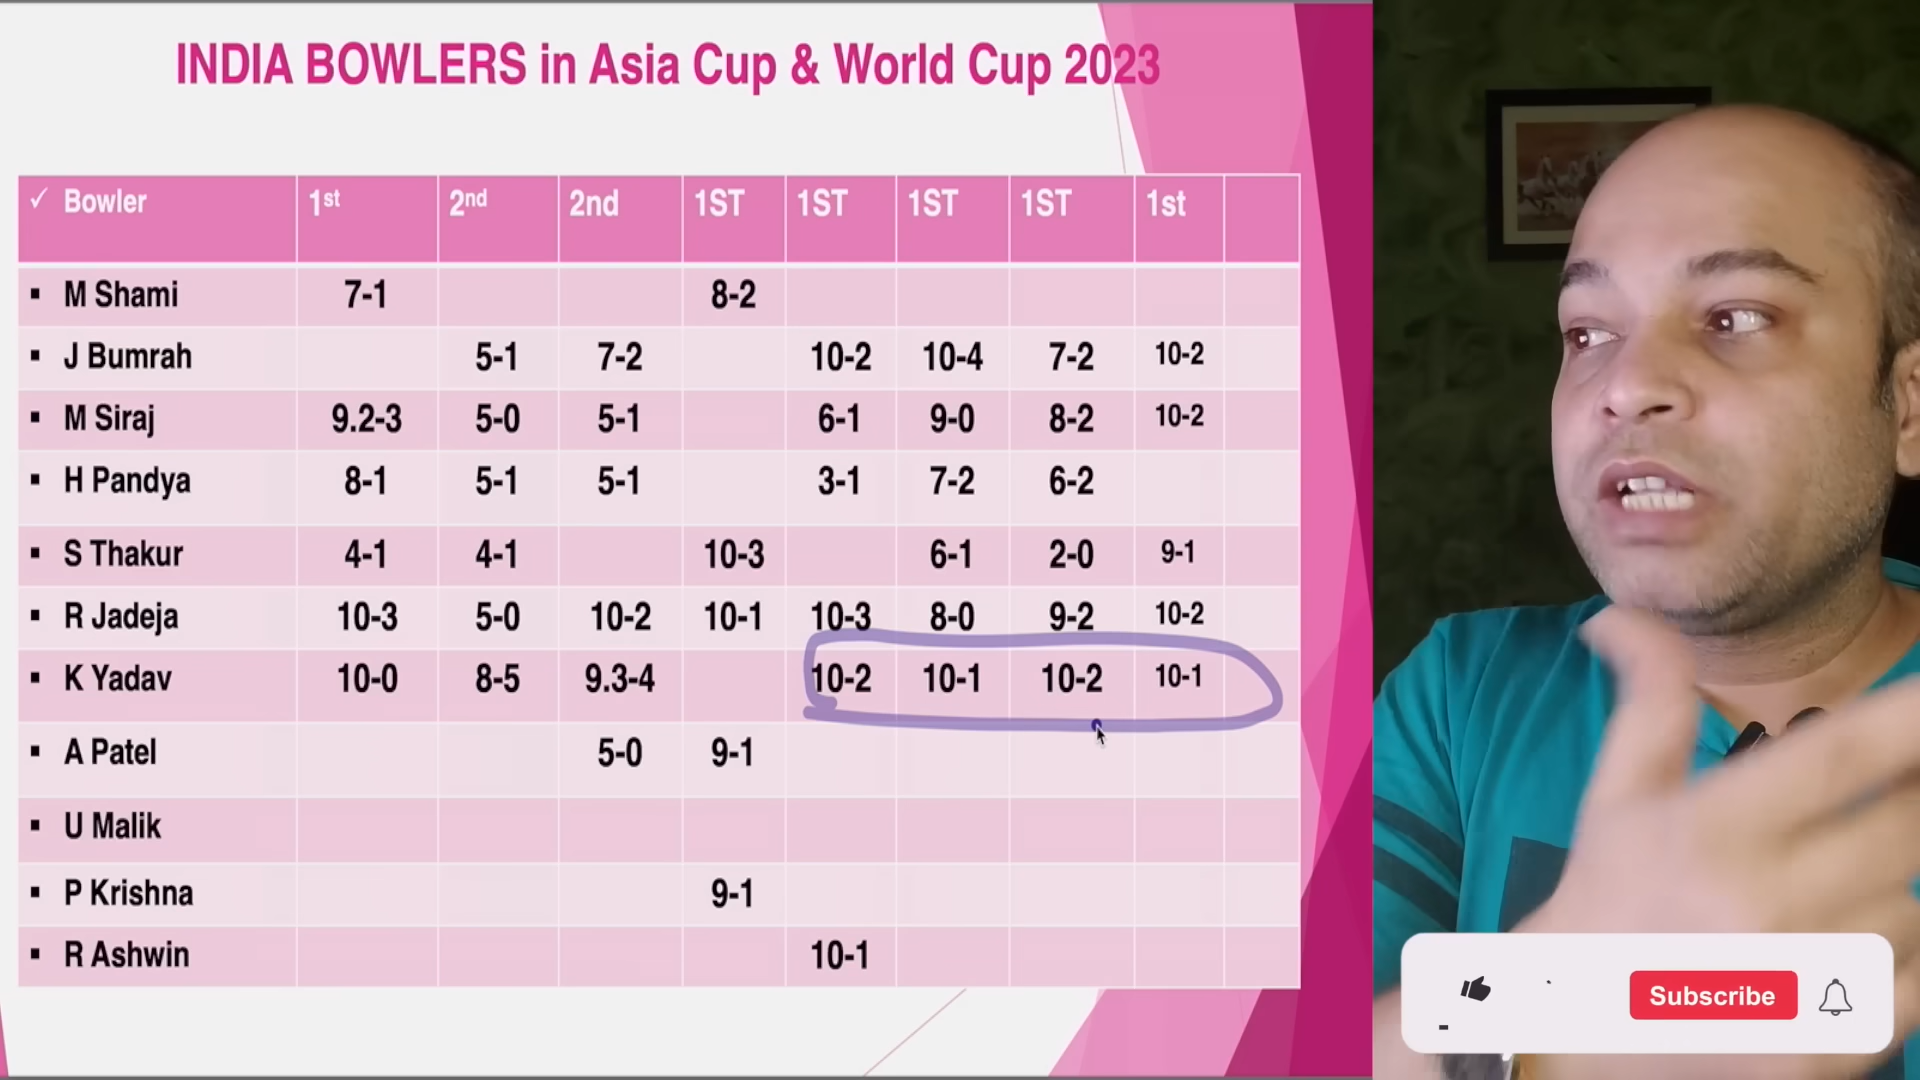 INDIA BOWLERS in Asia Cup & World Cup 2023
✓ Bowler 1st 2nd 2nd 1ST 1ST 1ST 1ST 1st
▪ M Shami 7-1 8-2
▪ J Bumrah 5-1 7-2 10-2 10-4 7-2 10-2
▪ M Siraj 9.2-3 5-0 5-1 6-1 9-0 8-2 10-2
▪ H Pandya 8-1 5-1 5-1 3-1 7-2 6-2
▪ S Thakur 4-1 4-1 10-3 6-1 2-0 9-1
▪ R Jadeja 10-3 5-0 10-2 10-1 10-3 8-0 9-2 10-2
▪ K Yadav 10-0 8-5 9.3-4 10-2 10-1 10-2 10-1
▪ A Patel 5-0 9-1
▪ U Malik
▪ P Krishna 9-1
▪ R Ashwin 10-1
Subscribe